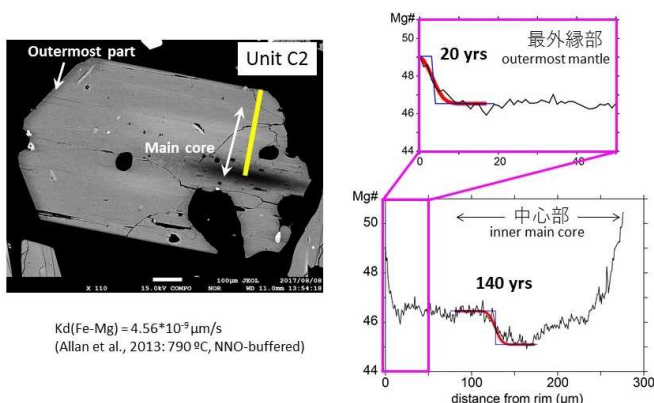 Outermost part
Unit C2
Main core
100μm JEOL 2017/08/08
X 110 15.0kV COMPO NOR WD 11.0mm 13:54:18
Kd(Fe-Mg) = 4.56*10⁻⁹ μm/s
(Allan et al., 2013: 790 ºC, NNO-buffered)
Mg#
50
48
46
44
20 yrs
最外縁部
outermost mantle
0 20 40
Mg#
50
48
46
44
中心部
inner main core
140 yrs
0 50 100 150 200 250 300
distance from rim (μm)